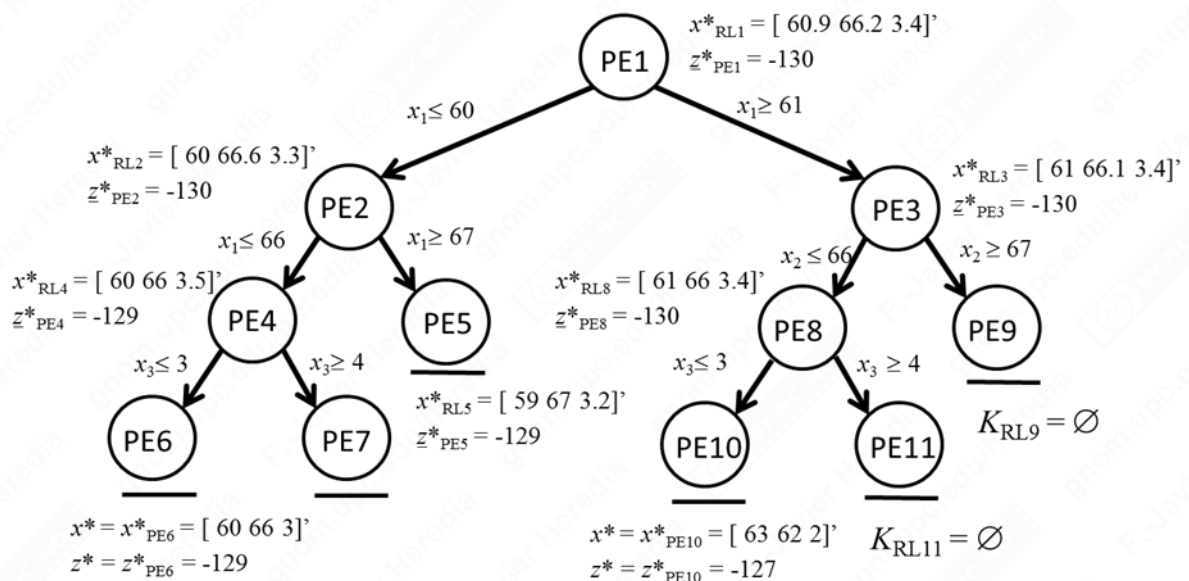 x*RL1 = [ 60.9 66.2 3.4]’
z*PE1 = -130
PE1
x1≤ 60
x1≥ 61
x*RL2 = [ 60 66.6 3.3]’
z*PE2 = -130
PE2
x*RL3 = [ 61 66.1 3.4]’
z*PE3 = -130
PE3
x1≤ 66
x1≥ 67
x2 ≤ 66
x2 ≥ 67
x*RL4 = [ 60 66 3.5]’
z*PE4 = -129
PE4
PE5
x*RL8 = [ 61 66 3.4]’
z*PE8 = -130
PE8
PE9
x3≤ 3
x3≥ 4
x*RL5 = [ 59 67 3.2]’
z*PE5 = -129
x3≤ 3
x3 ≥ 4
KRL9 = ∅
PE6
PE7
PE10
PE11
x* = x*PE6 = [ 60 66 3]’
z* = z*PE6 = -129
x* = x*PE10 = [ 63 62 2]’
z* = z*PE10 = -127
KRL11 = ∅